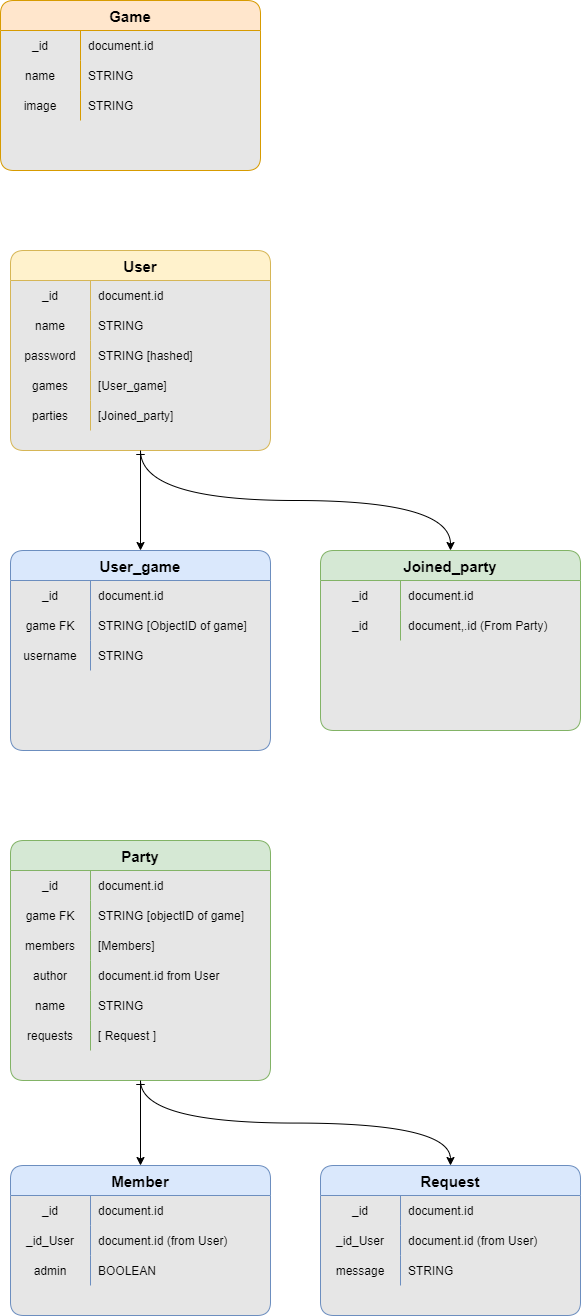 Game
_id document.id
name STRING
image STRING
User
_id document.id
name STRING
password STRING [hashed]
games [User_game]
parties [Joined_party]
User_game
_id document.id
game FK STRING [ObjectID of game]
username STRING
Joined_party
_id document.id
_id document,.id (From Party)
Party
_id document.id
game FK STRING [objectID of game]
members [Members]
author document.id from User
name STRING
requests [ Request ]
Member
_id document.id
_id_User document.id (from User)
admin BOOLEAN
Request
_id document.id
_id_User document.id (from User)
message STRING